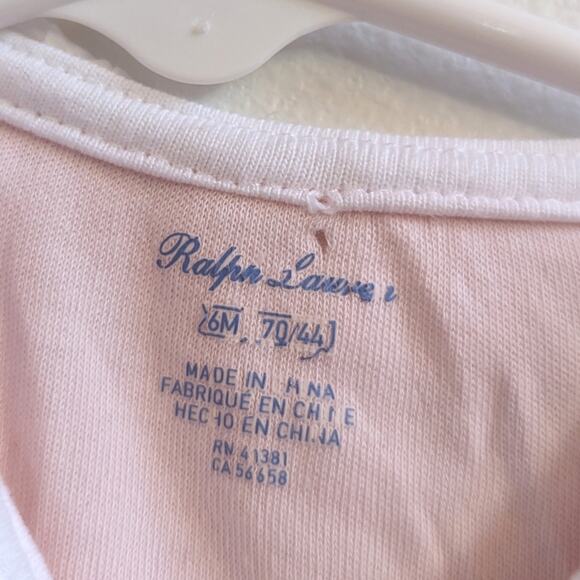 Ralph Lauren
6M 70/44
MADE IN CHINA
FABRIQUÉ EN CHINE
HECHO EN CHINA
RN 41381
CA 56658